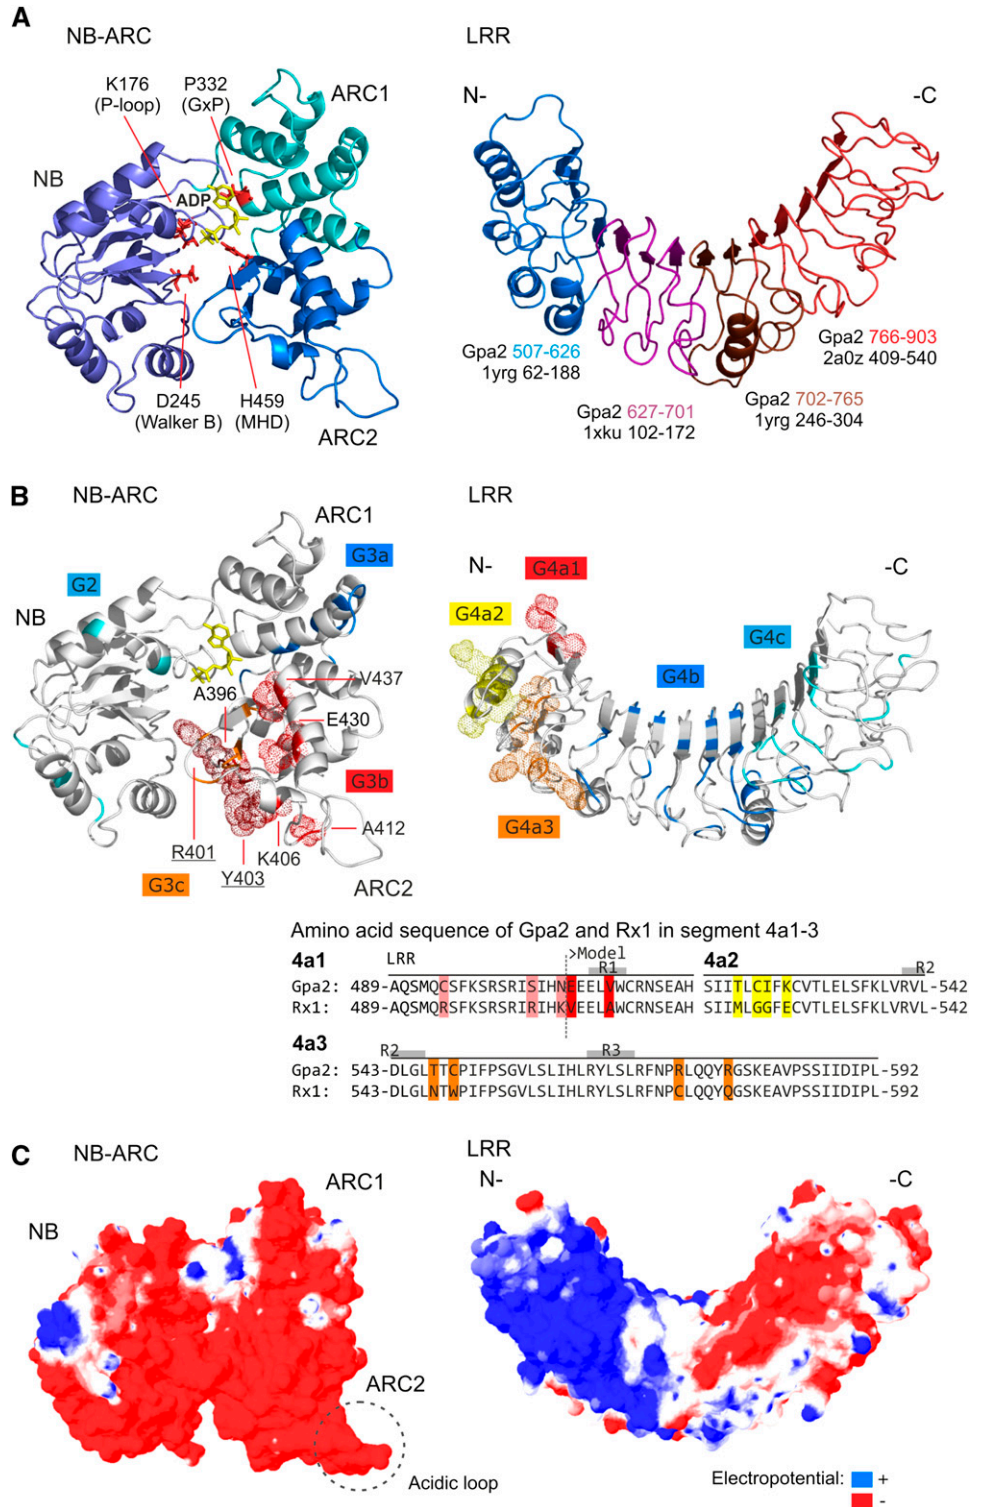 A
NB-ARC
LRR
K176
(P-loop)
P332
(GxP)
ARC1
N-
-C
NB
ADP
D245
(Walker B)
H459
(MHD)
ARC2
Gpa2 507-626
1yrg 62-188
Gpa2 627-701
1xku 102-172
Gpa2 702-765
1yrg 246-304
Gpa2 766-903
2a0z 409-540
B
NB-ARC
LRR
ARC1
G3a
G2
NB
A396
V437
E430
G3b
A412
K406
R401
Y403
G3c
ARC2
N-
-C
G4a1
G4a2
G4c
G4b
G4a3
Amino acid sequence of Gpa2 and Rx1 in segment 4a1-3
4a1 LRR >Model R1 4a2 R2
Gpa2: 489-AQSMQCSFKSRSRISIHNEEELVWCRNSEAH SIITLCIFKCVTLELSFKLVRVL-542
Rx1: 489-AQSMQRSFKSRSRIRIHKVEELAWCRNSEAH SIIMLGGFECVTLELSFKLVRVL-542
4a3 R2 R3
Gpa2: 543-DLGLTTCPIFPSGVLSLIHLRYLSLRFNPRLQQYRGSKEAVPSSIIDIPL-592
Rx1: 543-DLGLNTWPIFPSGVLSLIHLRYLSLRFNPCLQQYQGSKEAVPSSIIDIPL-592
C
NB-ARC
LRR
ARC1
NB
ARC2
Acidic loop
N-
-C
Electropotential: +
-